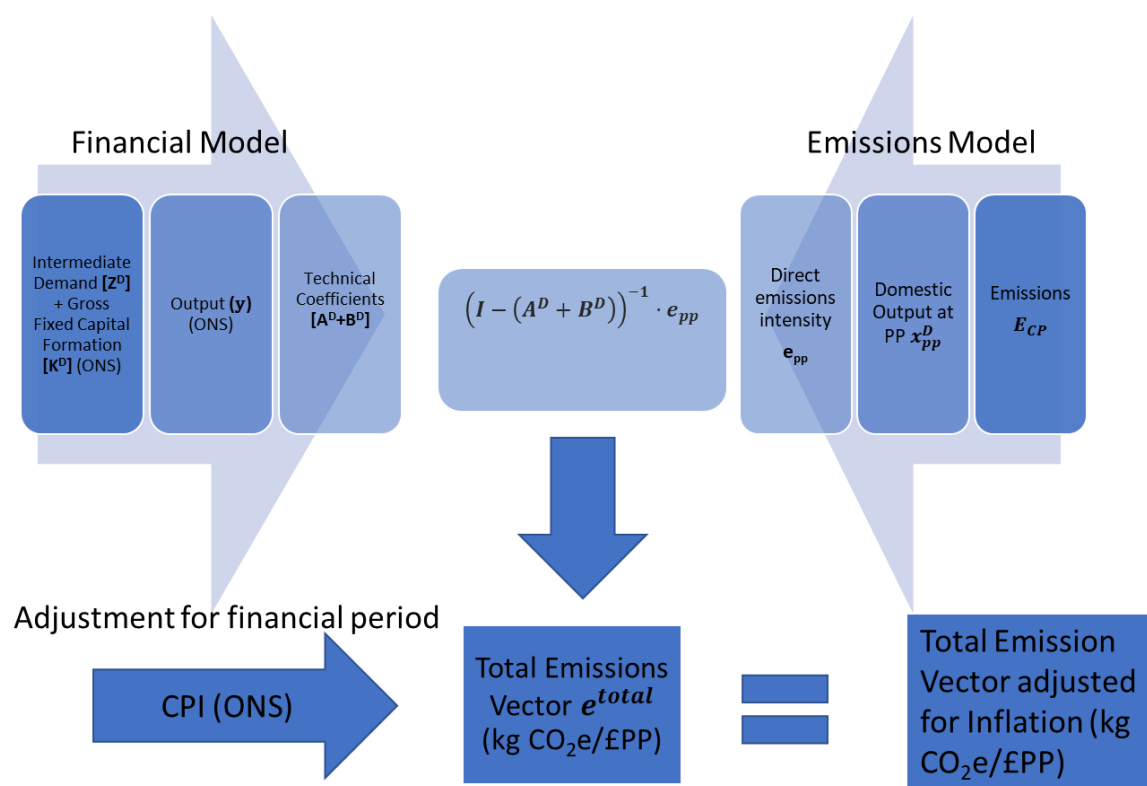 Financial Model
Emissions Model
Intermediate
Demand [Z^D]
+ Gross
Fixed Capital
Formation
[K^D] (ONS)
Output (y)
(ONS)
Technical
Coefficients
[A^D+B^D]
(I − (A^D + B^D))^−1 · e_pp
Direct
emissions
intensity
e_pp
Domestic
Output at
PP x^D_pp
Emissions
E_CP
Adjustment for financial period
CPI (ONS)
Total Emissions
Vector e^total
(kg CO₂e/£PP)
Total Emission
Vector adjusted
for Inflation (kg
CO₂e/£PP)